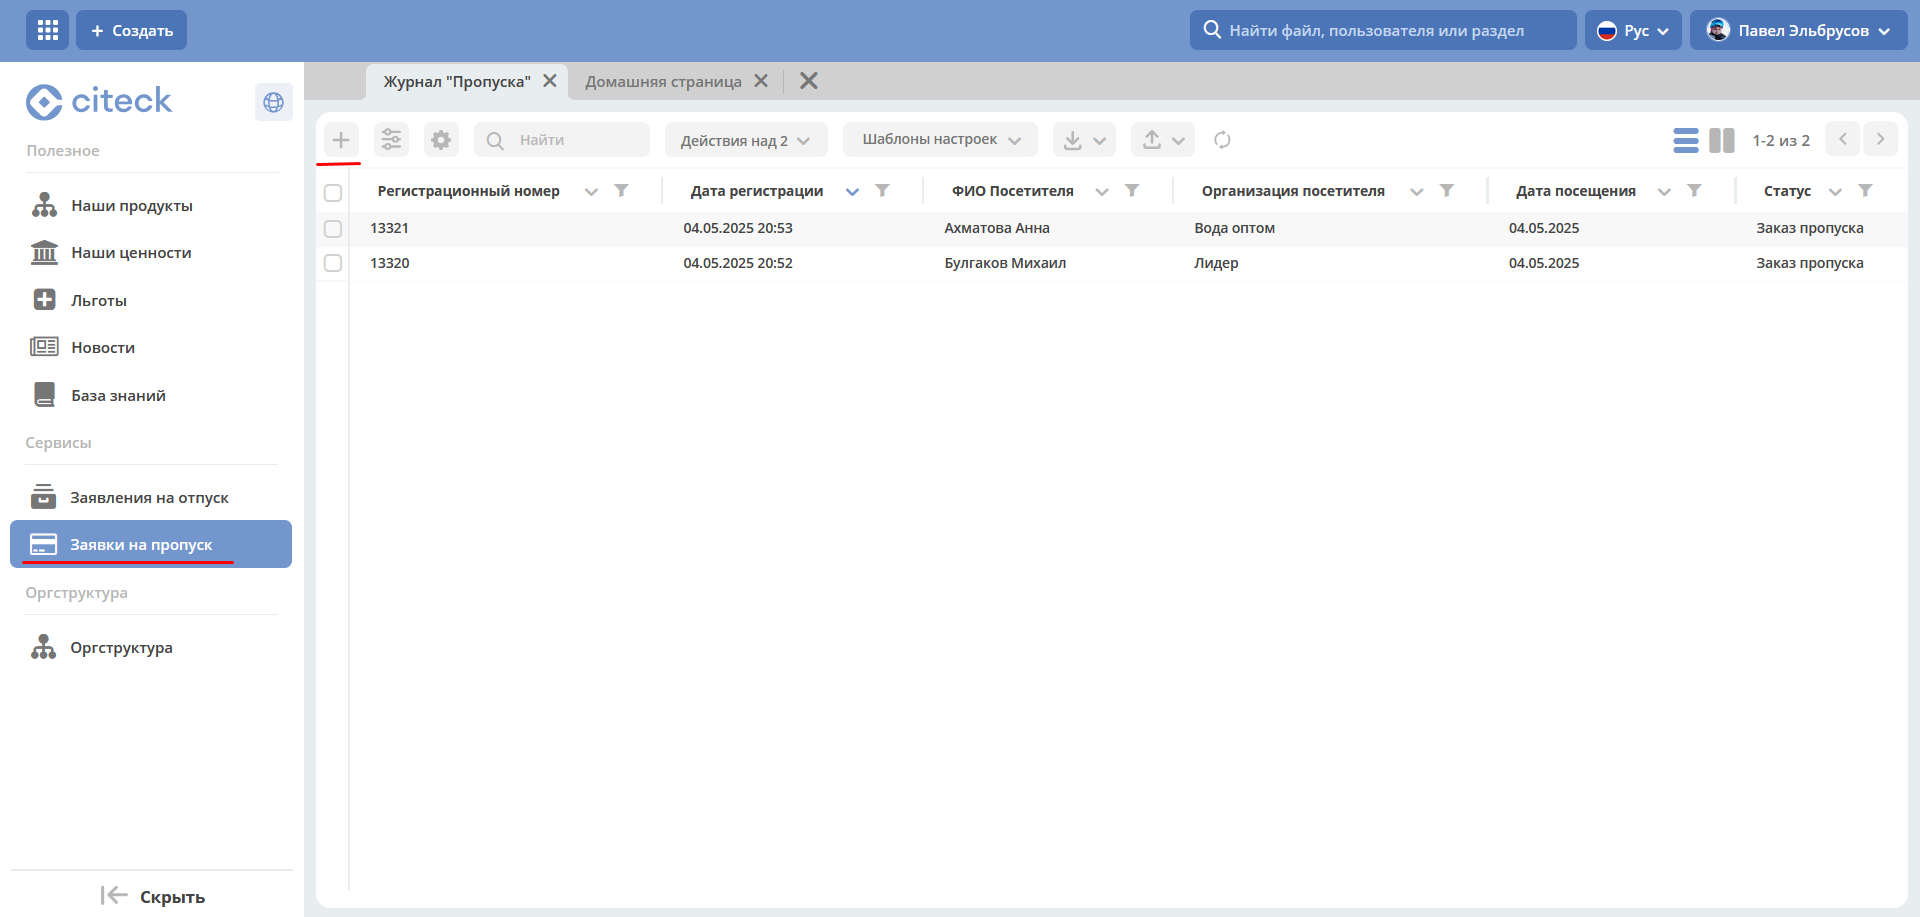 + Создать
Найти файл, пользователя или раздел
Рус
Павел Эльбрусов
citeck
Журнал "Пропуска"
Домашняя страница
Полезное
Наши продукты
Наши ценности
Льготы
Новости
База знаний
Сервисы
Заявления на отпуск
Заявки на пропуск
Оргструктура
Оргструктура
Скрыть
Найти
Действия над 2
Шаблоны настроек
1-2 из 2
Регистрационный номер Дата регистрации ФИО Посетителя Организация посетителя Дата посещения Статус
13321 04.05.2025 20:53 Ахматова Анна Вода оптом 04.05.2025 Заказ пропуска
13320 04.05.2025 20:52 Булгаков Михаил Лидер 04.05.2025 Заказ пропуска